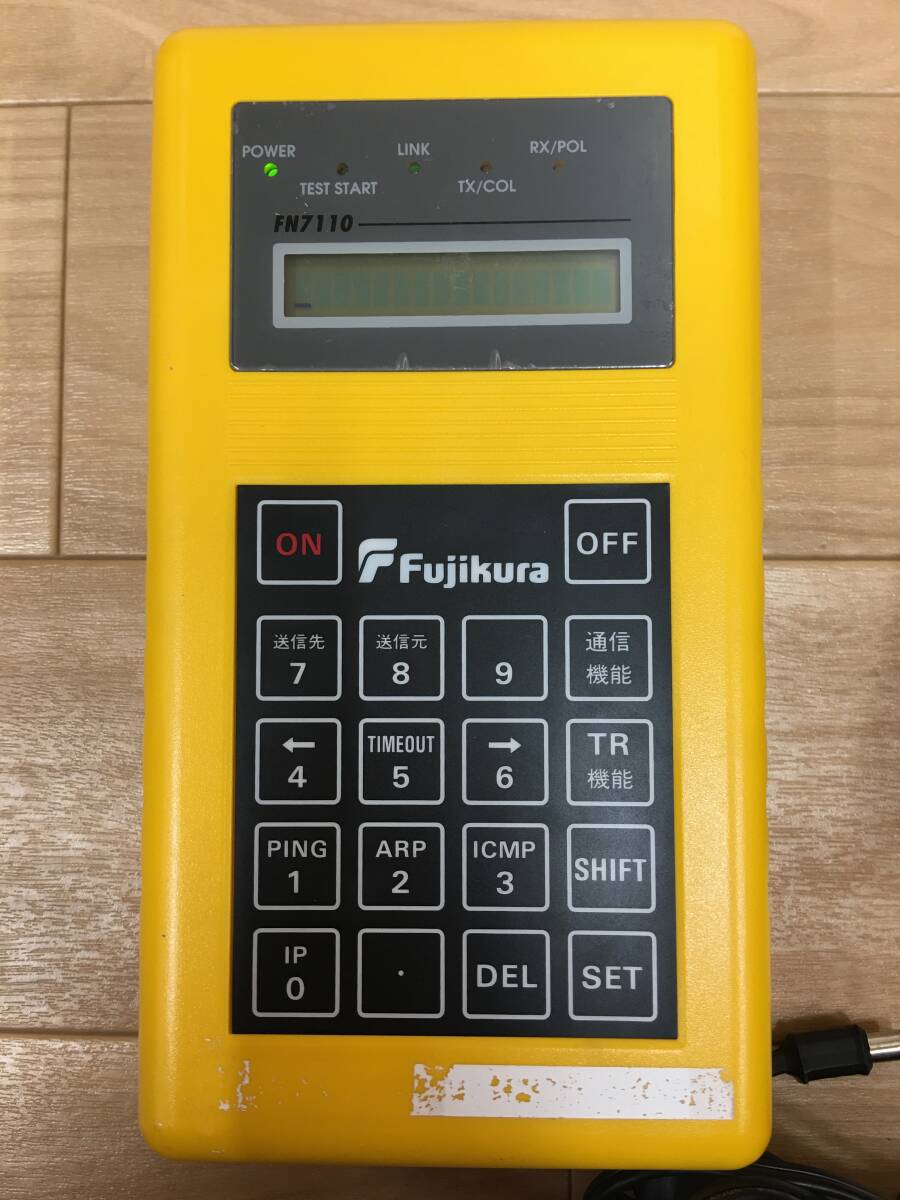 POWER
LINK
RX/POL
TEST START
TX/COL
FN7110
ON
Fujikura
OFF
送信先
7
送信元
8
9
通信
機能
←
4
TIMEOUT
5
→
6
TR
機能
PING
1
ARP
2
ICMP
3
SHIFT
IP
0
.
DEL
SET